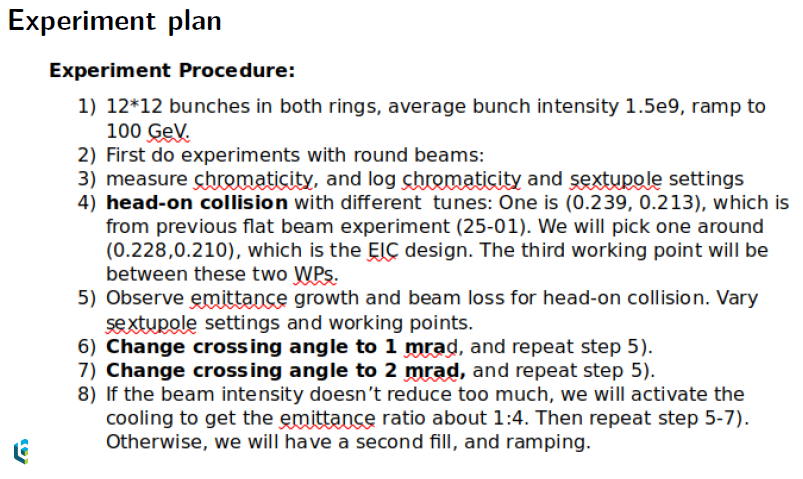 Experiment plan
Experiment Procedure:
1) 12*12 bunches in both rings, average bunch intensity 1.5e9, ramp to
100 GeV.
2) First do experiments with round beams:
3) measure chromaticity, and log chromaticity and sextupole settings
4) head-on collision with different tunes: One is (0.239, 0.213), which is
from previous flat beam experiment (25-01). We will pick one around
(0.228,0.210), which is the EIC design. The third working point will be
between these two WPs.
5) Observe emittance growth and beam loss for head-on collision. Vary
sextupole settings and working points.
6) Change crossing angle to 1 mrad, and repeat step 5).
7) Change crossing angle to 2 mrad, and repeat step 5).
8) If the beam intensity doesn’t reduce too much, we will activate the
cooling to get the emittance ratio about 1:4. Then repeat step 5-7).
Otherwise, we will have a second fill, and ramping.